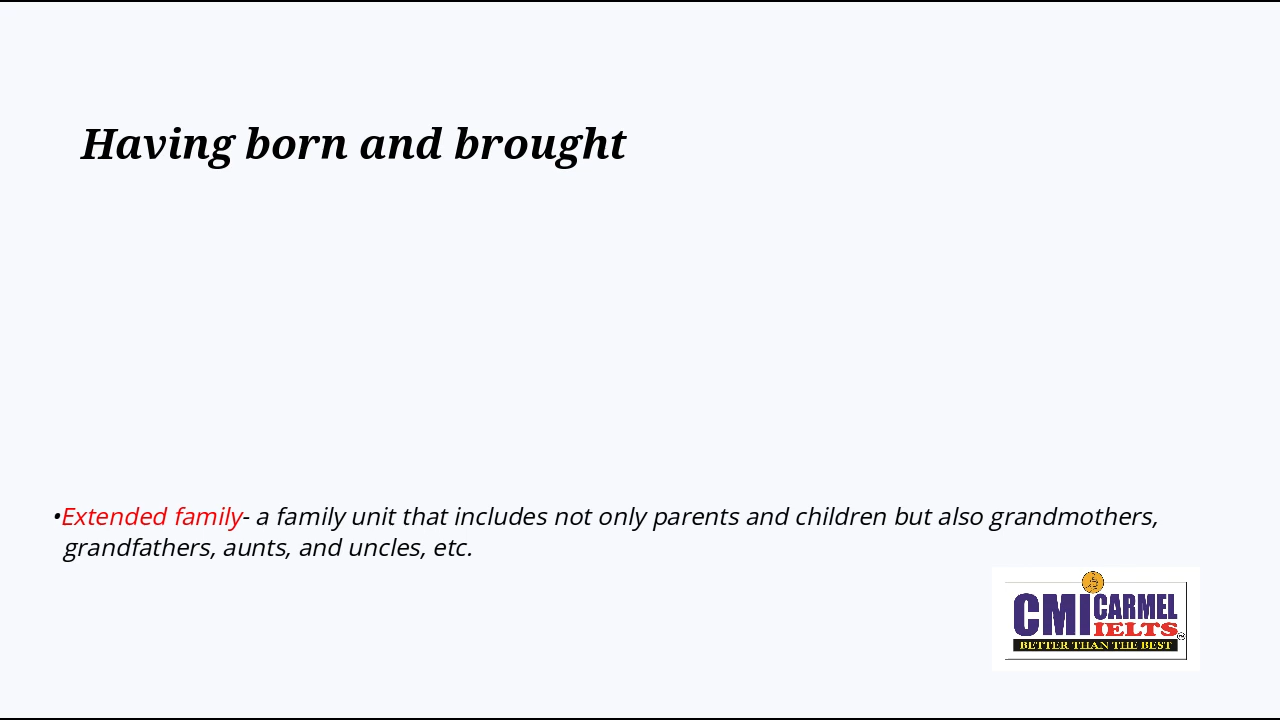 Having born and brought
•Extended family- a family unit that includes not only parents and children but also grandmothers,
grandfathers, aunts, and uncles, etc.
CMI CARMEL
IELTS
BETTER THAN THE BEST